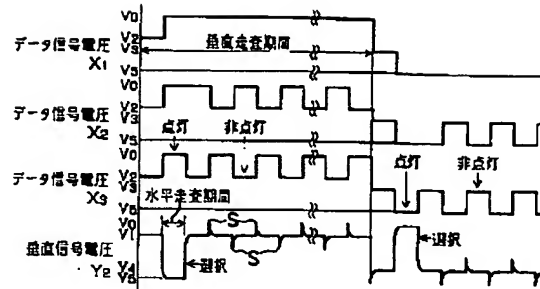 V0
V2
V3
データ信号電圧
X1
垂直走査期間
V5
V0
V2
V3
データ信号電圧
X2
V5
点灯
非点灯
V0
V2
V3
データ信号電圧
X3
点灯
非点灯
水平走査期間
V5
V0
V1
S
垂直信号電圧
Y2
V4
V5
選択
S
選択